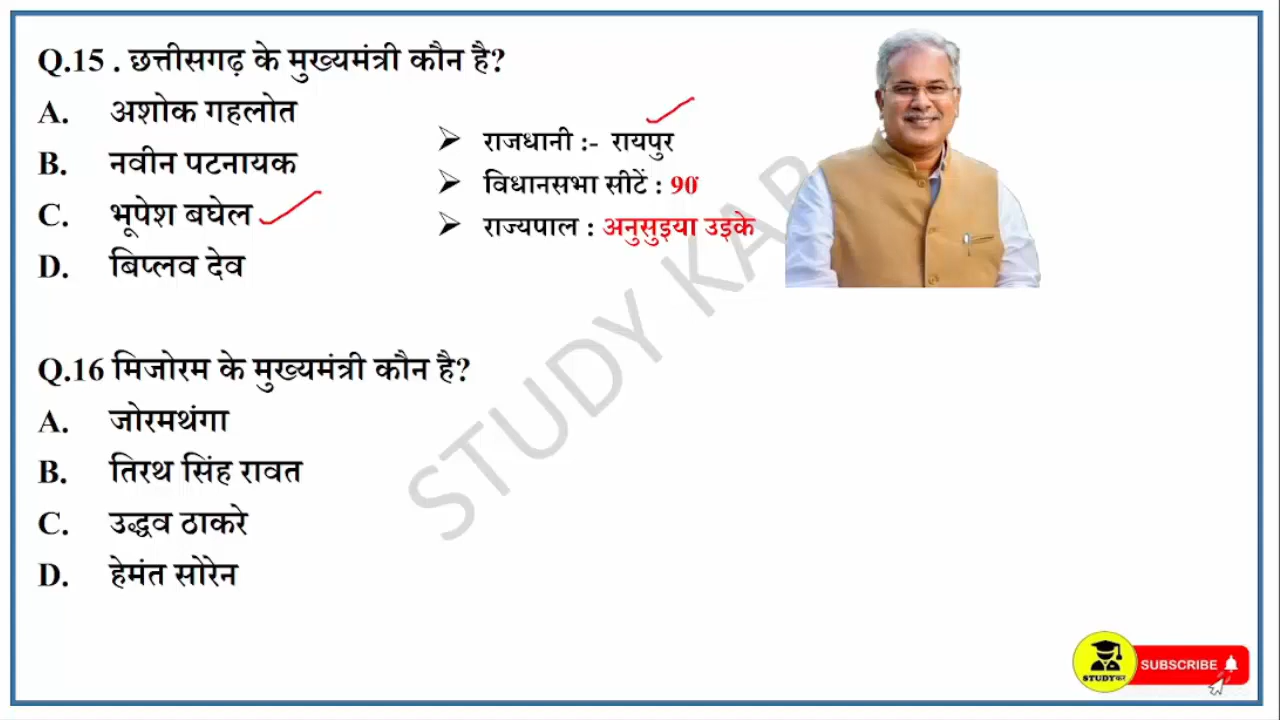 Q.15 . छत्तीसगढ़ के मुख्यमंत्री कौन है?
A. अशोक गहलोत
B. नवीन पटनायक
C. भूपेश बघेल
D. बिप्लव देव
➢ राजधानी :- रायपुर
➢ विधानसभा सीटें : 90
➢ राज्यपाल : अनुसुइया उइके
Q.16 मिजोरम के मुख्यमंत्री कौन है?
A. जोरमथंगा
B. तिरथ सिंह रावत
C. उद्धव ठाकरे
D. हेमंत सोरेन
STUDY KAR
STUDYकर
SUBSCRIBE